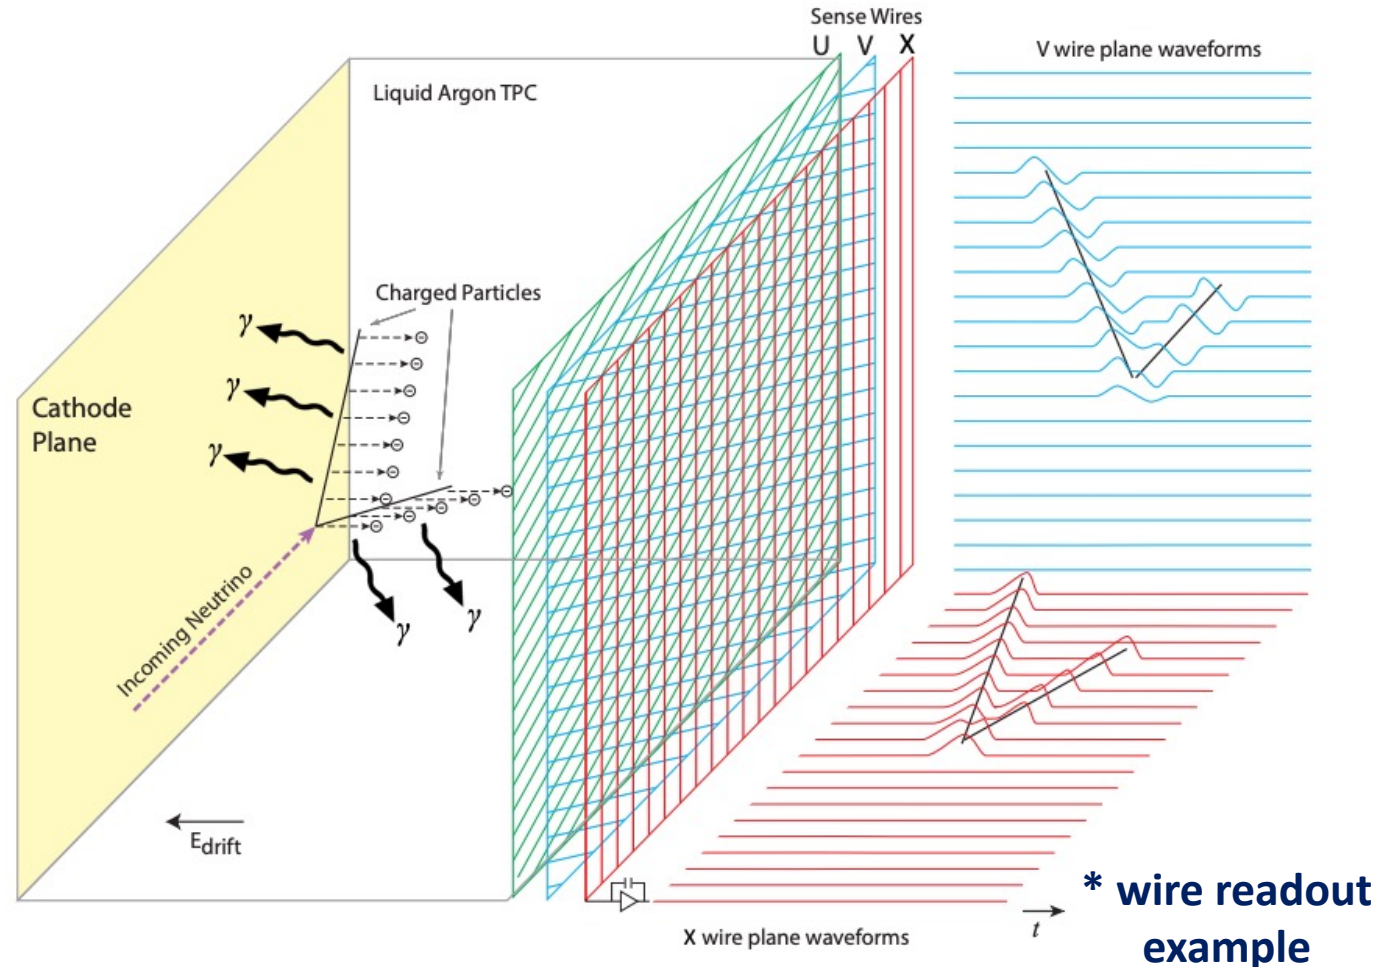 Sense Wires
U V X
V wire plane waveforms
Liquid Argon TPC
Charged Particles
γ
γ
γ
Cathode
Plane
Incoming Neutrino
γ
γ
Edrift
X wire plane waveforms
t
* wire readout
example